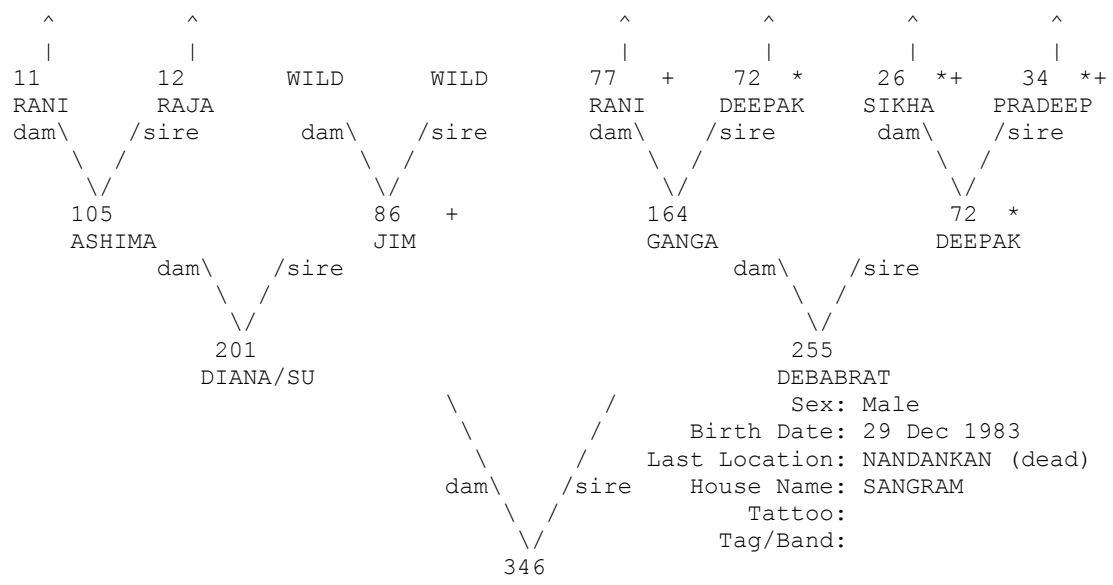 ^ ^ ^ ^ ^ ^
| | | | | |
11 12 WILD WILD 77 + 72 * 26 *+ 34 *+
RANI RAJA RANI DEEPAK SIKHA PRADEEP
dam\ /sire dam\ /sire dam\ /sire dam\ /sire
\ / \ / \ / \ /
\/ \/ \/ \/
105 86 + 164 72 *
ASHIMA JIM GANGA DEEPAK
dam\ /sire dam\ /sire
\ / \ /
\/ \/
201 255
DIANA/SU DEBABRAT
\ / Sex: Male
\ / Birth Date: 29 Dec 1983
\ / Last Location: NANDANKAN (dead)
dam\ /sire House Name: SANGRAM
\ / Tattoo:
\/ Tag/Band:
346